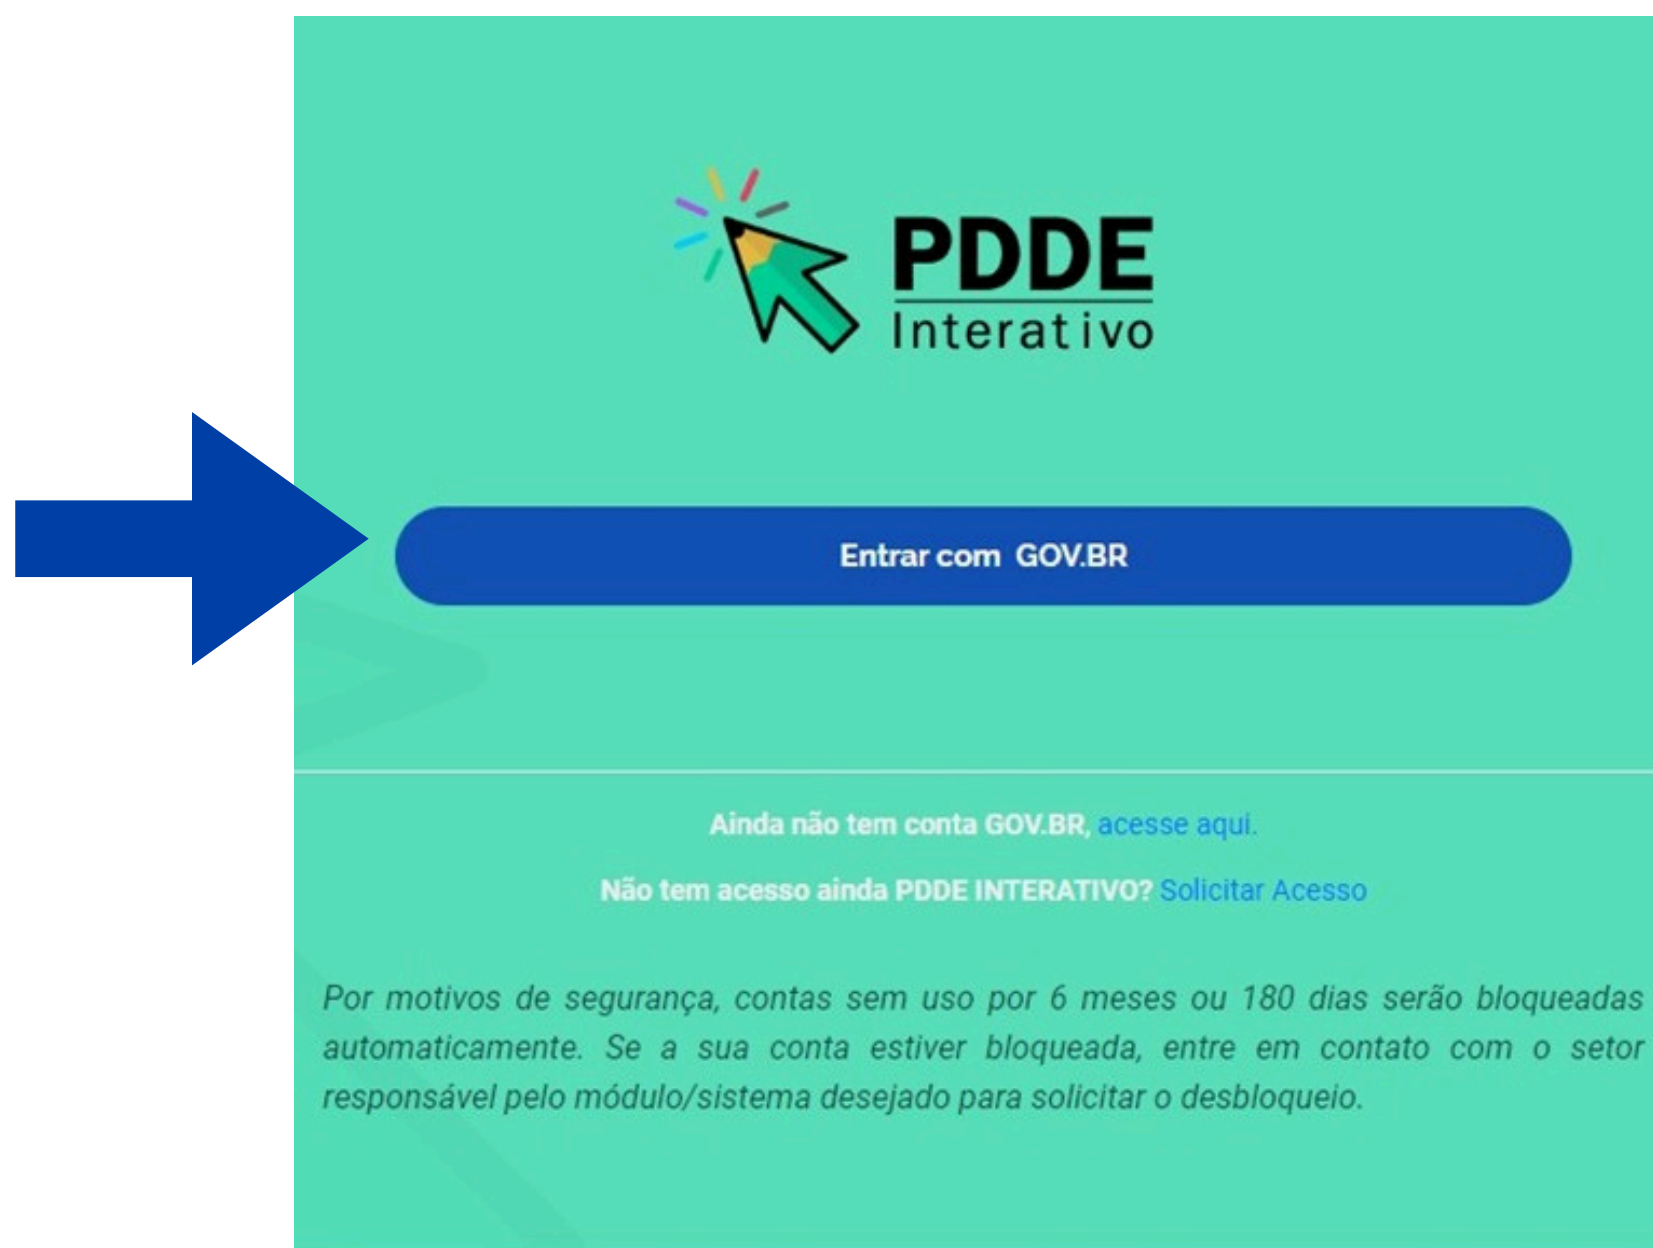 PDDE
Interativo
Entrar com GOV.BR
Ainda não tem conta GOV.BR, acesse aqui.
Não tem acesso ainda PDDE INTERATIVO? Solicitar Acesso
Por motivos de segurança, contas sem uso por 6 meses ou 180 dias serão bloqueadas
automaticamente. Se a sua conta estiver bloqueada, entre em contato com o setor
responsável pelo módulo/sistema desejado para solicitar o desbloqueio.